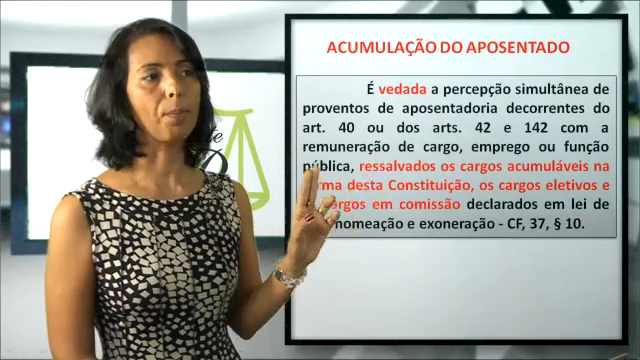 ACUMULAÇÃO DO APOSENTADO
É vedada a percepção simultânea de
proventos de aposentadoria decorrentes do
art. 40 ou dos arts. 42 e 142 com a
remuneração de cargo, emprego ou função
pública, ressalvados os cargos acumuláveis na
desta Constituição, os cargos eletivos e
cargos em comissão declarados em lei de
nomeação e exoneração - CF, 37, § 10.